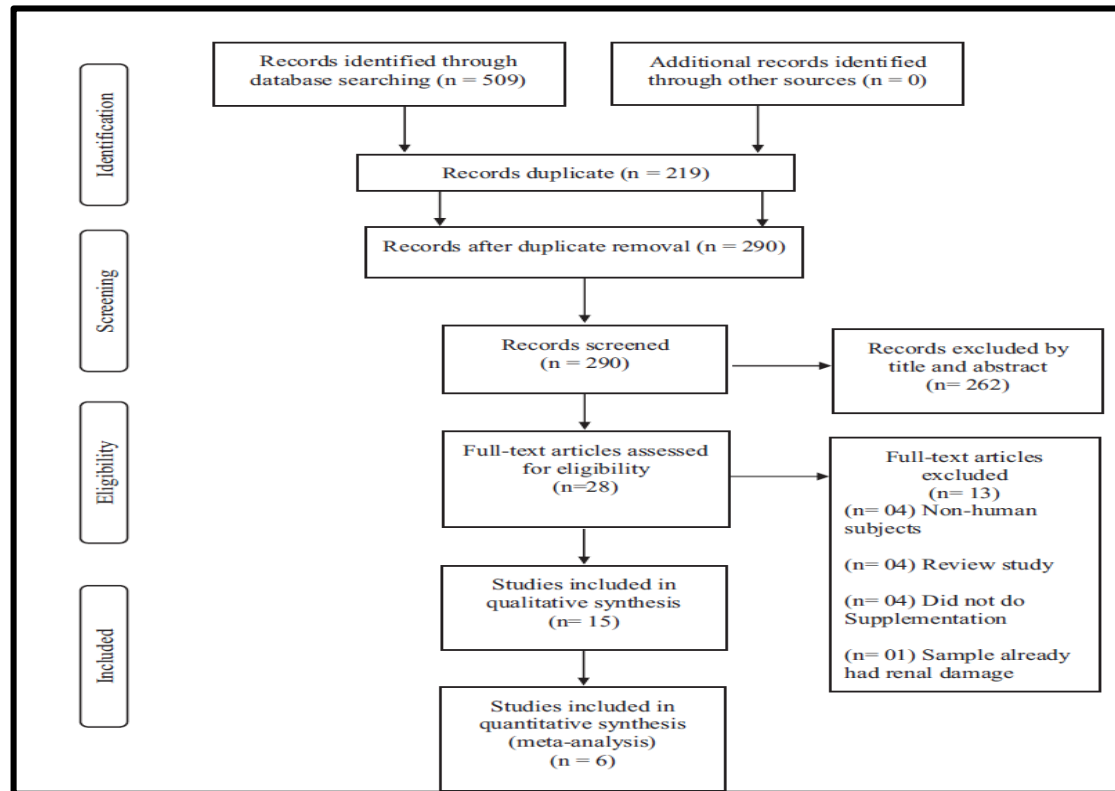 Records identified through
database searching (n = 509)
Additional records identified
through other sources (n = 0)
Identification
Records duplicate (n = 219)
Records after duplicate removal (n = 290)
Screening
Records screened
(n = 290)
Records excluded by
title and abstract
(n= 262)
Eligibility
Full-text articles assessed
for eligibility
(n=28)
Full-text articles
excluded
(n= 13)
(n= 04) Non-human
subjects
(n= 04) Review study
(n= 04) Did not do
Supplementation
(n= 01) Sample already
had renal damage
Included
Studies included in
qualitative synthesis
(n= 15)
Studies included in
quantitative synthesis
(meta-analysis)
(n = 6)